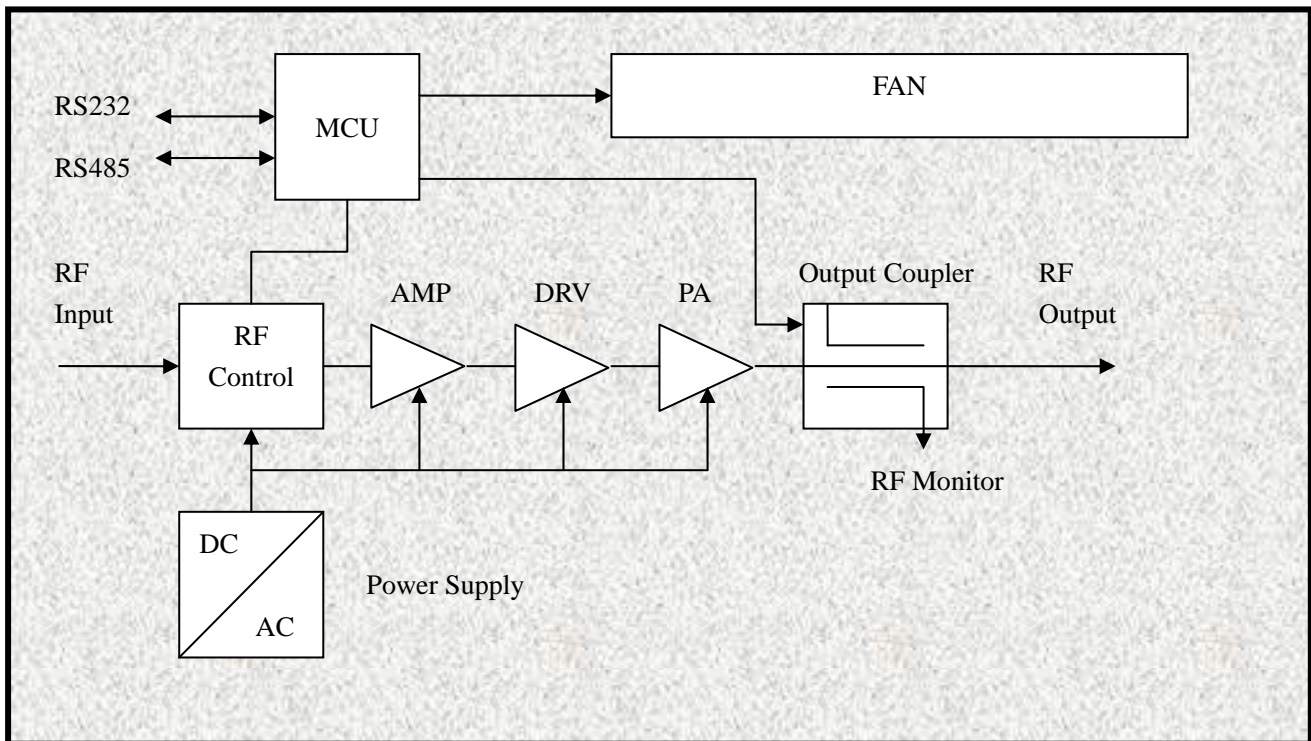 RS232
RS485
MCU
FAN
RF
Input
RF
Control
AMP
DRV
PA
Output Coupler
RF
Output
RF Monitor
DC
AC
Power Supply